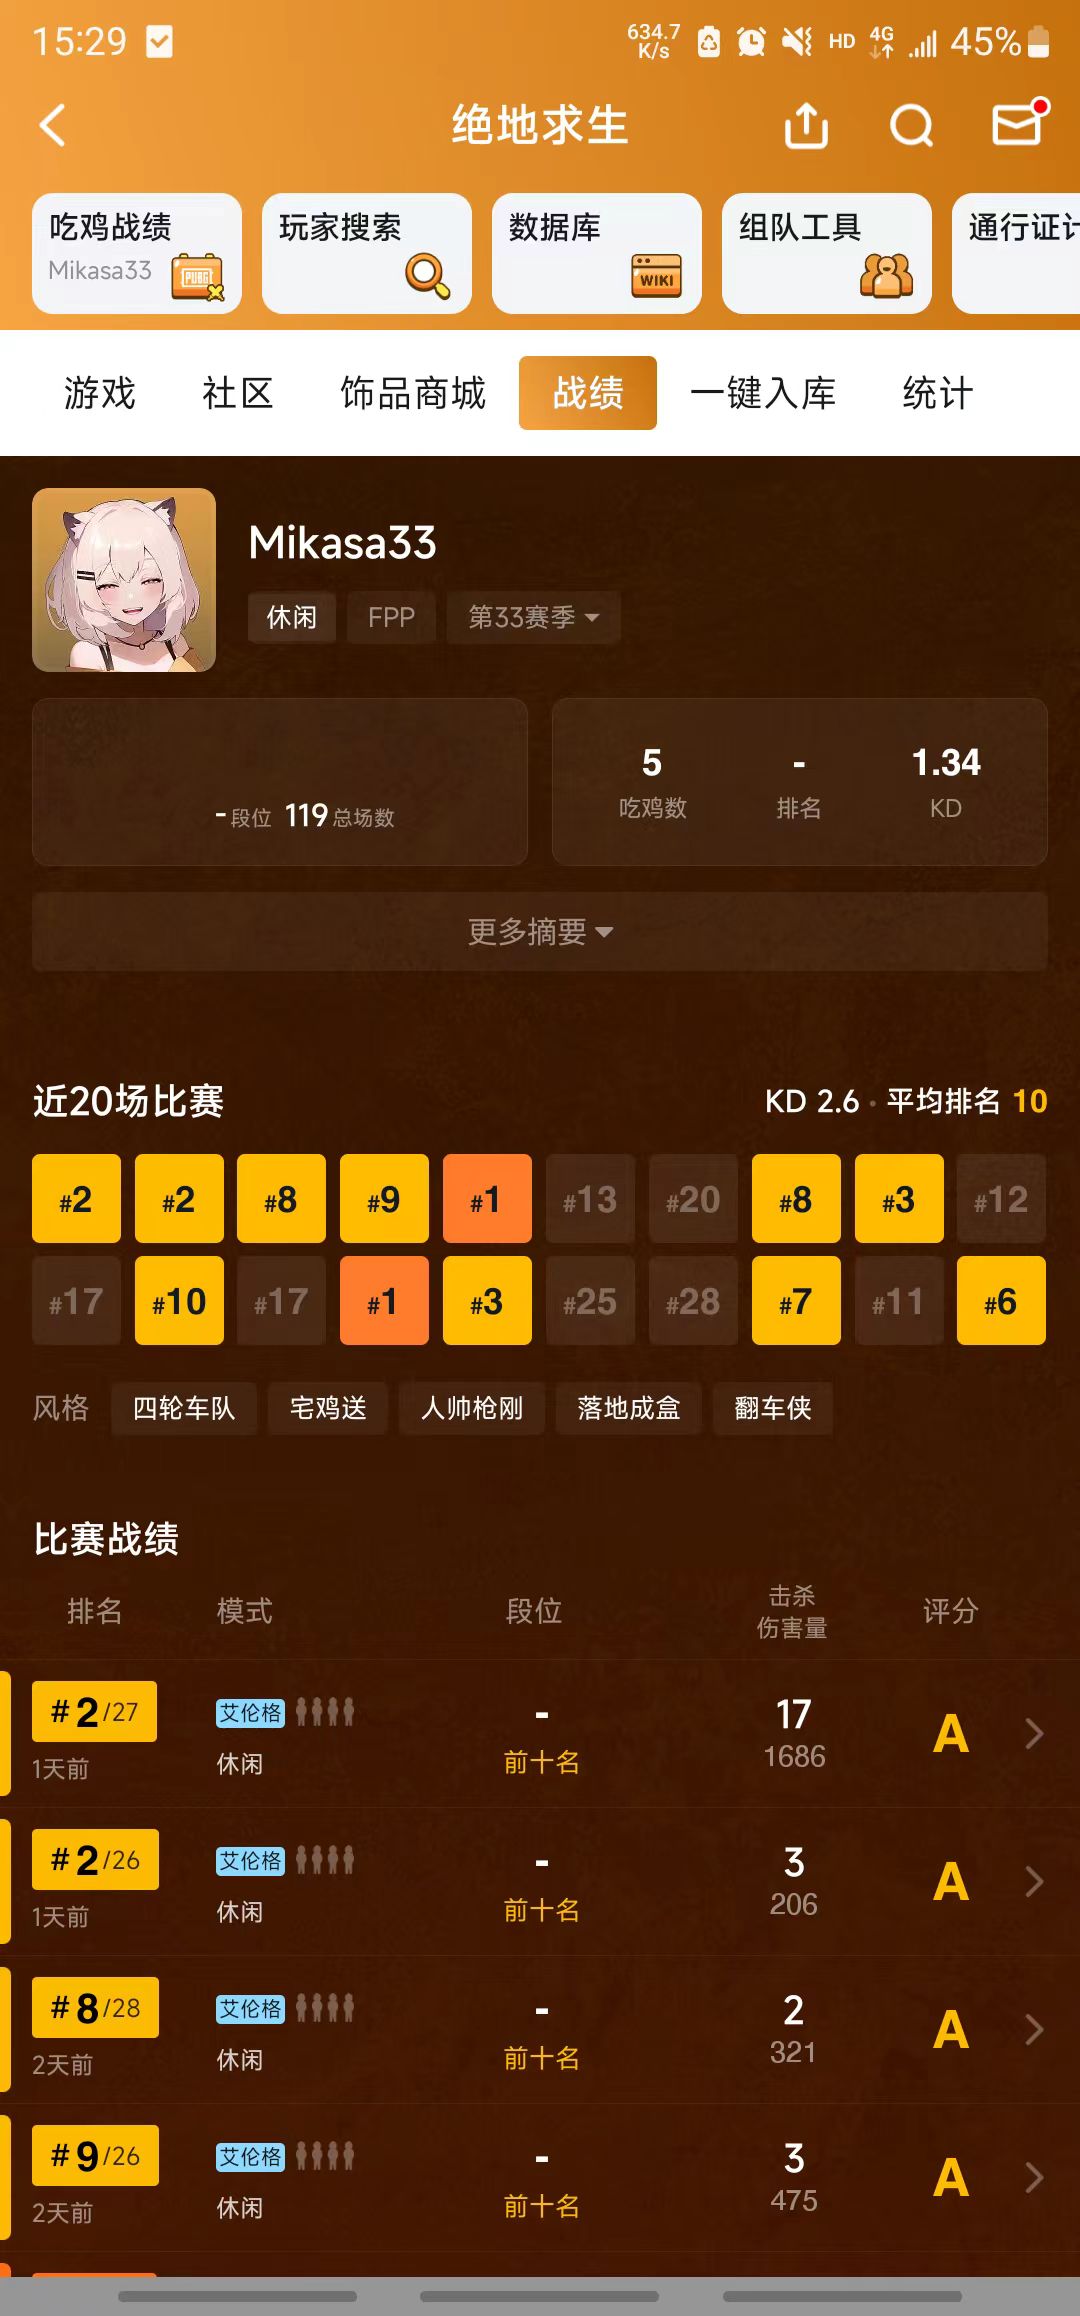 15:29 634.7 K/s HD 4G 45%
绝地求生
吃鸡战绩 玩家搜索 数据库 组队工具 通行证计
Mikasa33 PUBG WIKI
游戏 社区 饰品商城 战绩 一键入库 统计
Mikasa33
休闲 FPP 第33赛季
5 - 1.34
吃鸡数 排名 KD
-段位 119总场数
更多摘要
近20场比赛 KD 2.6 · 平均排名 10
#2 #2 #8 #9 #1 #13 #20 #8 #3 #12
#17 #10 #17 #1 #3 #25 #28 #7 #11 #6
风格 四轮车队 宅鸡送 人帅枪刚 落地成盒 翻车侠
比赛战绩
排名 模式 段位 击杀 伤害量 评分
#2/27 艾伦格 - 17 A
1天前 休闲 前十名 1686
#2/26 艾伦格 - 3 A
1天前 休闲 前十名 206
#8/28 艾伦格 - 2 A
2天前 休闲 前十名 321
#9/26 艾伦格 - 3 A
2天前 休闲 前十名 475